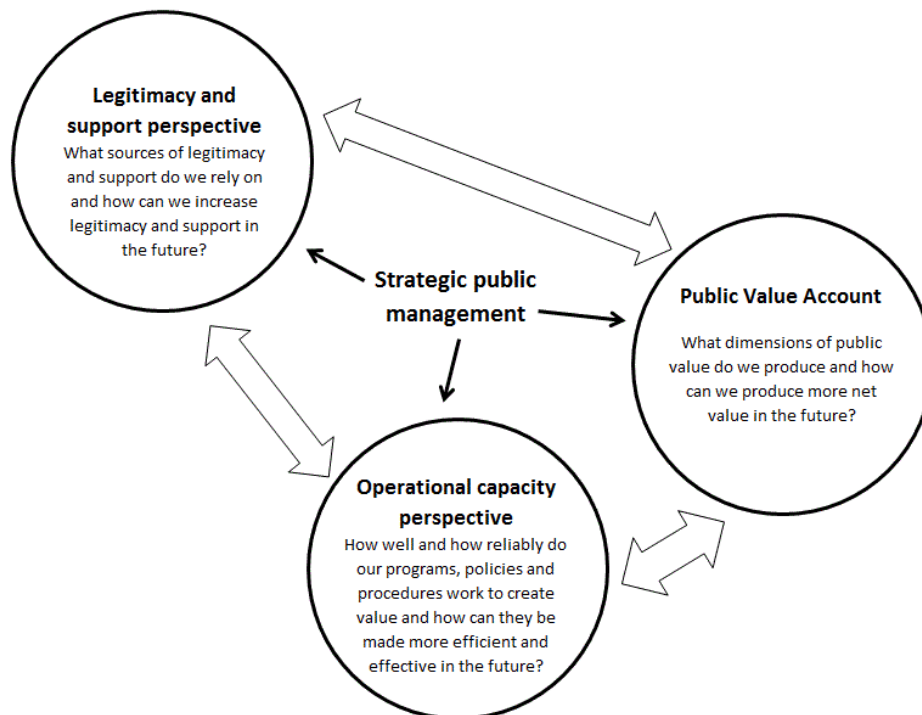 Legitimacy and
support perspective
What sources of legitimacy
and support do we rely on
and how can we increase
legitimacy and support in
the future?
Strategic public
management
Public Value Account
What dimensions of public
value do we produce and how
can we produce more net
value in the future?
Operational capacity
perspective
How well and how reliably do
our programs, policies and
procedures work to create
value and how can they be
made more efficient and
effective in the future?